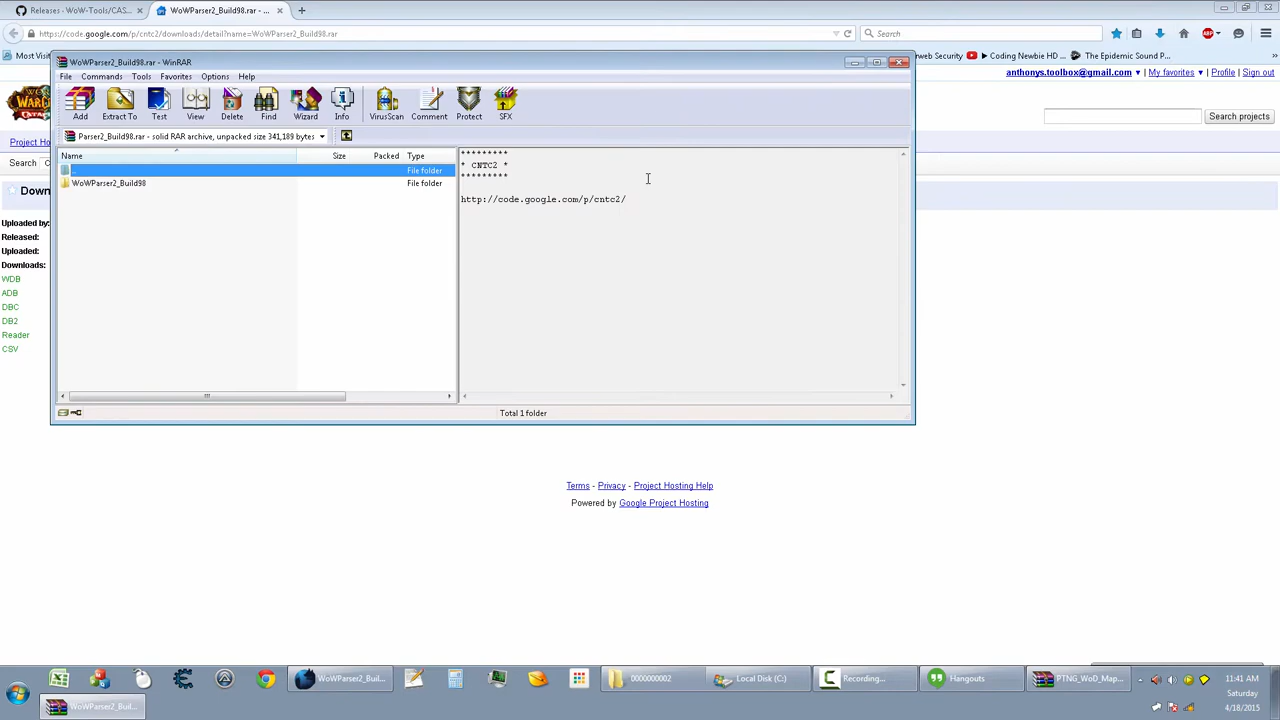 Releases · WoW-Tools/CAS...
WoWParser2_Build98.rar - ...
https://code.google.com/p/cntc2/downloads/detail?name=WoWParser2_Build98.rar
Search
Most Visi
web Security
Coding Newbie HD ...
The Epidemic Sound P...
WoWParser2_Build98.rar - WinRAR
anthonys.toolbox@gmail.com ▼ | My favorites ▼ | Profile | Sign out
File
Commands
Tools
Favorites
Options
Help
Add
Extract To
Test
View
Delete
Find
Wizard
Info
VirusScan
Comment
Protect
SFX
Search projects
Parser2_Build98.rar - solid RAR archive, unpacked size 341,189 bytes
Project Ho
Name
Size
Packed
Type
..
File folder
WoWParser2_Build98
File folder
*********
* CNTC2 *
*********
http://code.google.com/p/cntc2/
Search
Down
Uploaded by:
Released:
Uploaded:
Downloads:
WDB
ADB
DBC
DB2
Reader
CSV
Total 1 folder
Terms - Privacy - Project Hosting Help
Powered by Google Project Hosting
WoWParser2_Buil...
000000002
Local Disk (C:)
Recording...
Hangouts
PTNG_WoD_Map...
WoWParser2_Buil...
11:41 AM
Saturday
4/18/2015